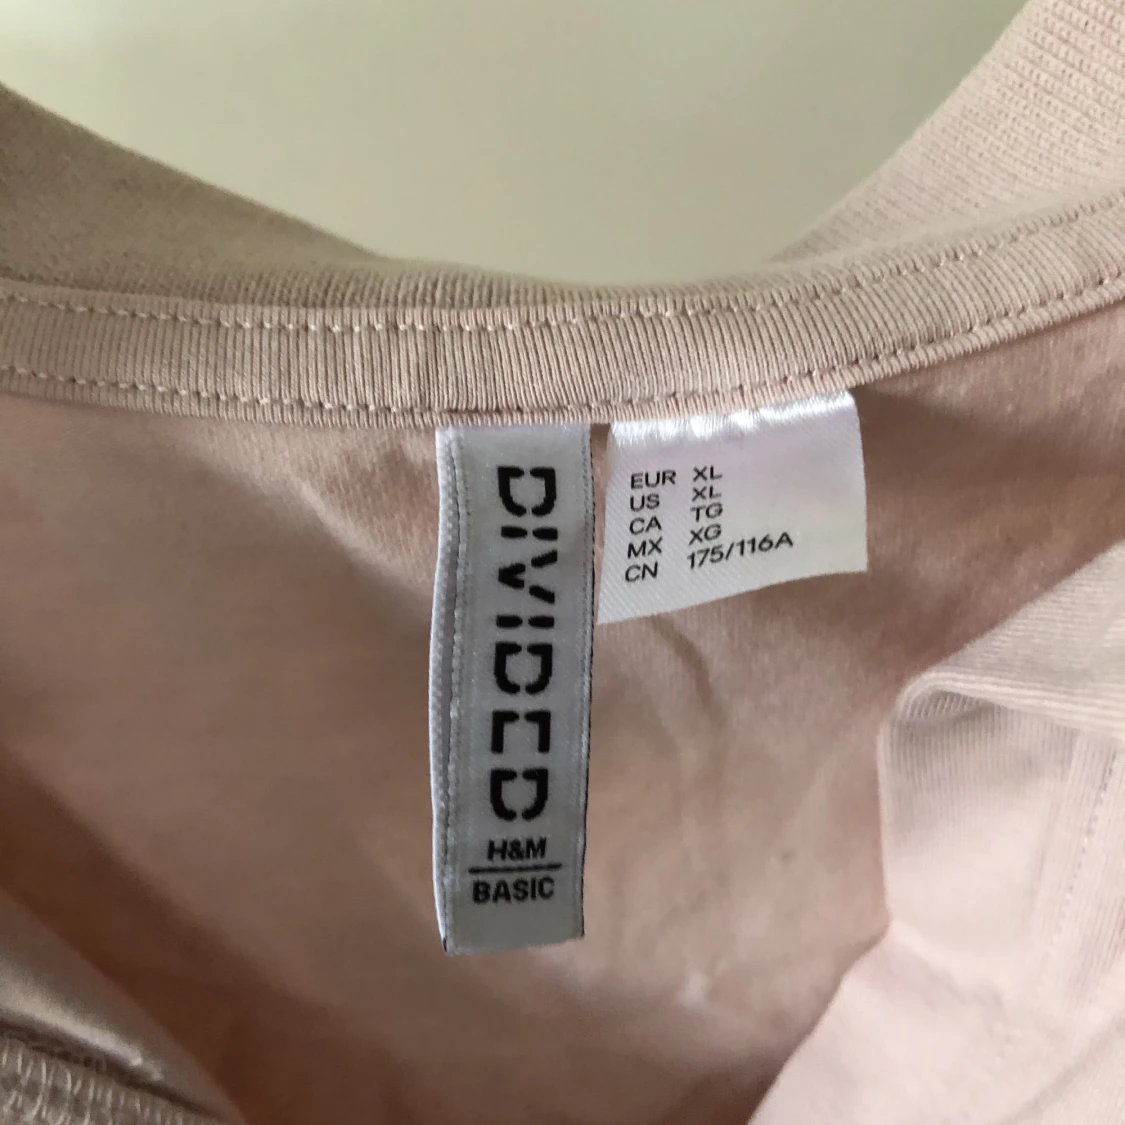 DIVIDED
H&M
BASIC
EUR XL
US XL
CA TG
MX XG
CN 175/116A